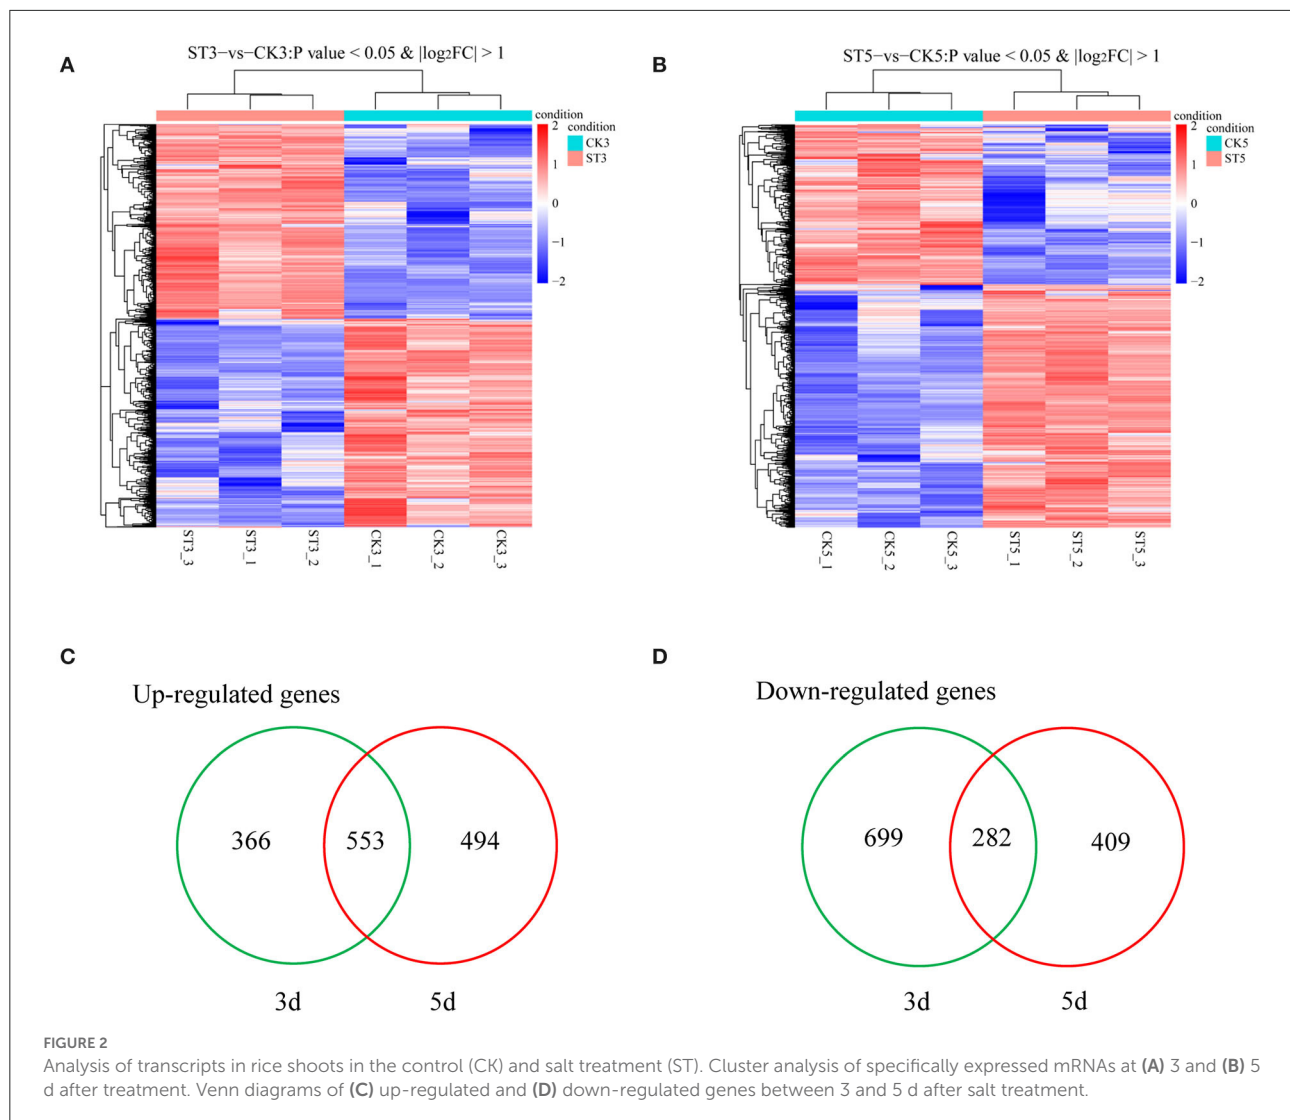 A
ST3−vs−CK3:P value < 0.05 & |log2FC| > 1
condition
2
1
0
−1
−2
condition
CK3
ST3
ST3_3
ST3_1
ST3_2
CK3_1
CK3_2
CK3_3
B
ST5−vs−CK5:P value < 0.05 & |log2FC| > 1
condition
2
1
0
−1
−2
condition
CK5
ST5
CK5_1
CK5_2
CK5_3
ST5_1
ST5_2
ST5_3
C
Up-regulated genes
366
553
494
3d
5d
D
Down-regulated genes
699
282
409
3d
5d
FIGURE 2
Analysis of transcripts in rice shoots in the control (CK) and salt treatment (ST). Cluster analysis of specifically expressed mRNAs at (A) 3 and (B) 5
d after treatment. Venn diagrams of (C) up-regulated and (D) down-regulated genes between 3 and 5 d after salt treatment.